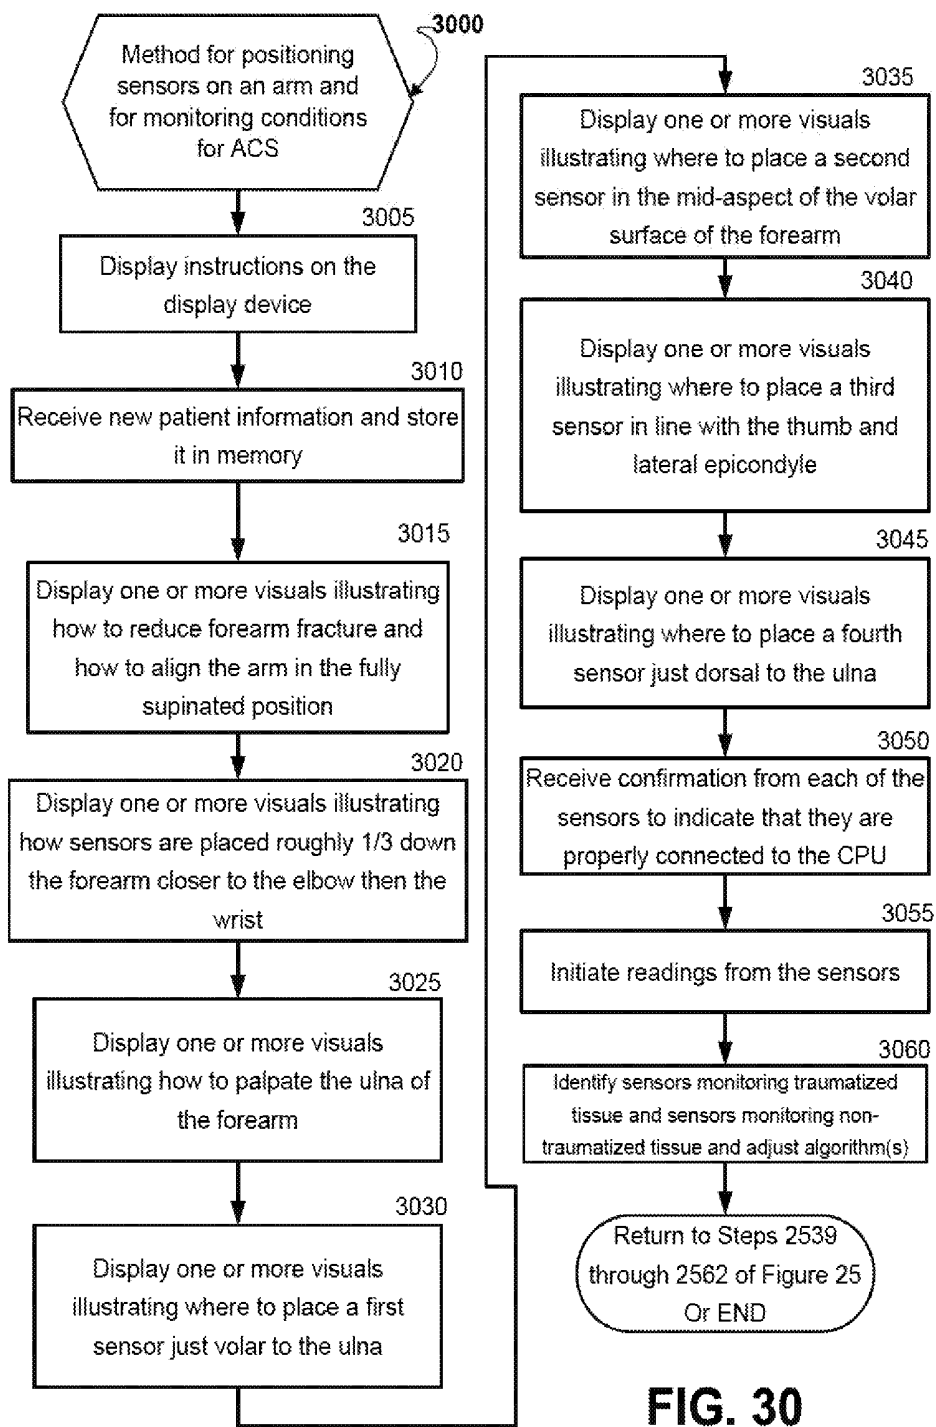 3000
Method for positioning
sensors on an arm and
for monitoring conditions
for ACS
3005
Display instructions on the
display device
3010
Receive new patient information and store
it in memory
3015
Display one or more visuals illustrating
how to reduce forearm fracture and
how to align the arm in the fully
supinated position
3020
Display one or more visuals illustrating
how sensors are placed roughly 1/3 down
the forearm closer to the elbow then the
wrist
3025
Display one or more visuals
illustrating how to palpate the ulna of
the forearm
3030
Display one or more visuals
illustrating where to place a first
sensor just volar to the ulna
3035
Display one or more visuals
illustrating where to place a second
sensor in the mid-aspect of the volar
surface of the forearm
3040
Display one or more visuals
illustrating where to place a third
sensor in line with the thumb and
lateral epicondyle
3045
Display one or more visuals
illustrating where to place a fourth
sensor just dorsal to the ulna
3050
Receive confirmation from each of the
sensors to indicate that they are
properly connected to the CPU
3055
Initiate readings from the sensors
3060
Identify sensors monitoring traumatized
tissue and sensors monitoring non-
traumatized tissue and adjust algorithm(s)
Return to Steps 2539
through 2562 of Figure 25
Or END
FIG. 30